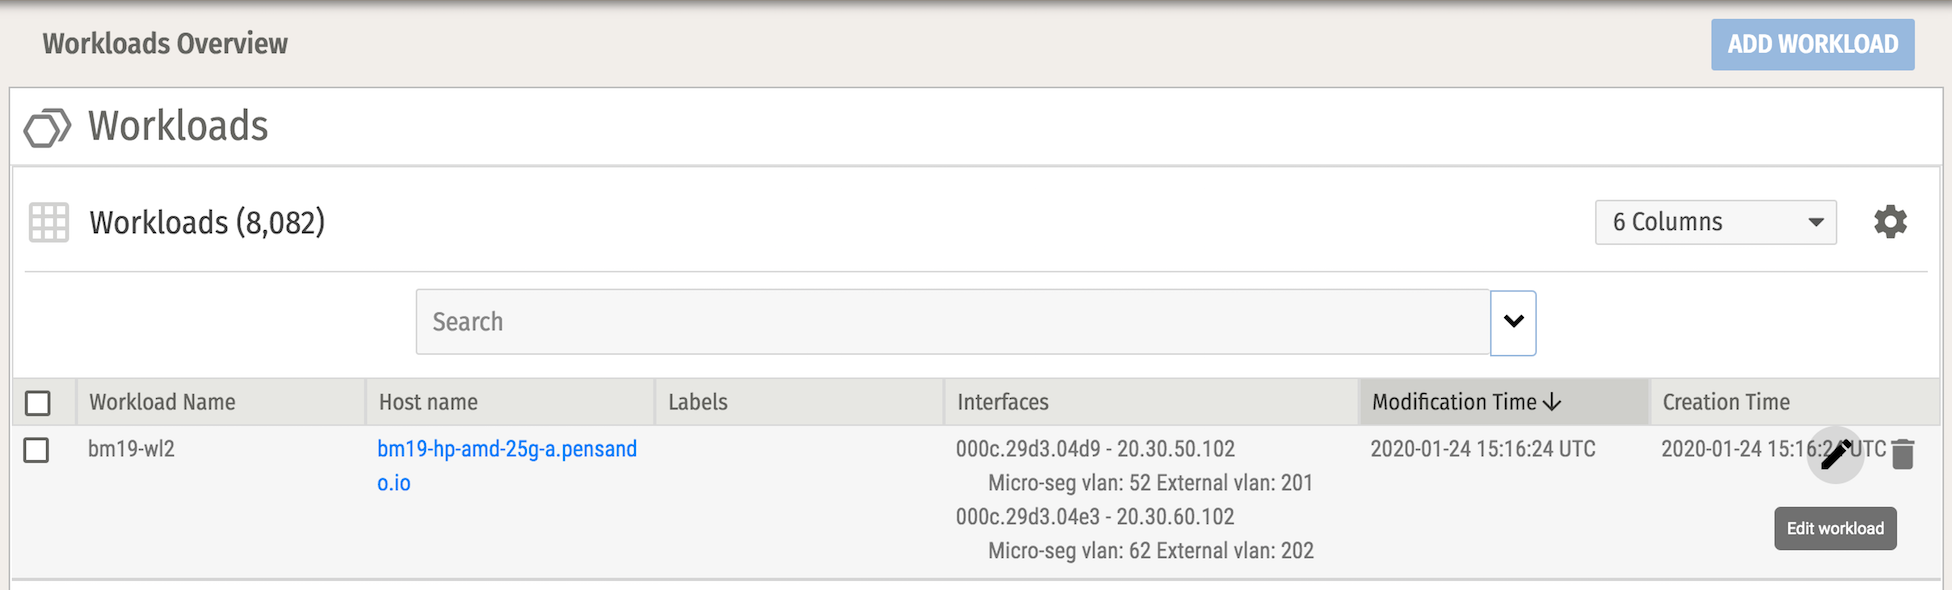 Workloads Overview
ADD WORKLOAD
Workloads
Workloads (8,082)
6 Columns
Search
Workload Name Host name Labels Interfaces Modification Time Creation Time
bm19-wl2 bm19-hp-amd-25g-a.pensand 000c.29d3.04d9 - 20.30.50.102 2020-01-24 15:16:24 UTC 2020-01-24 15:16:24 UTC
o.io Micro-seg vlan: 52 External vlan: 201
000c.29d3.04e3 - 20.30.60.102
Edit workload
Micro-seg vlan: 62 External vlan: 202